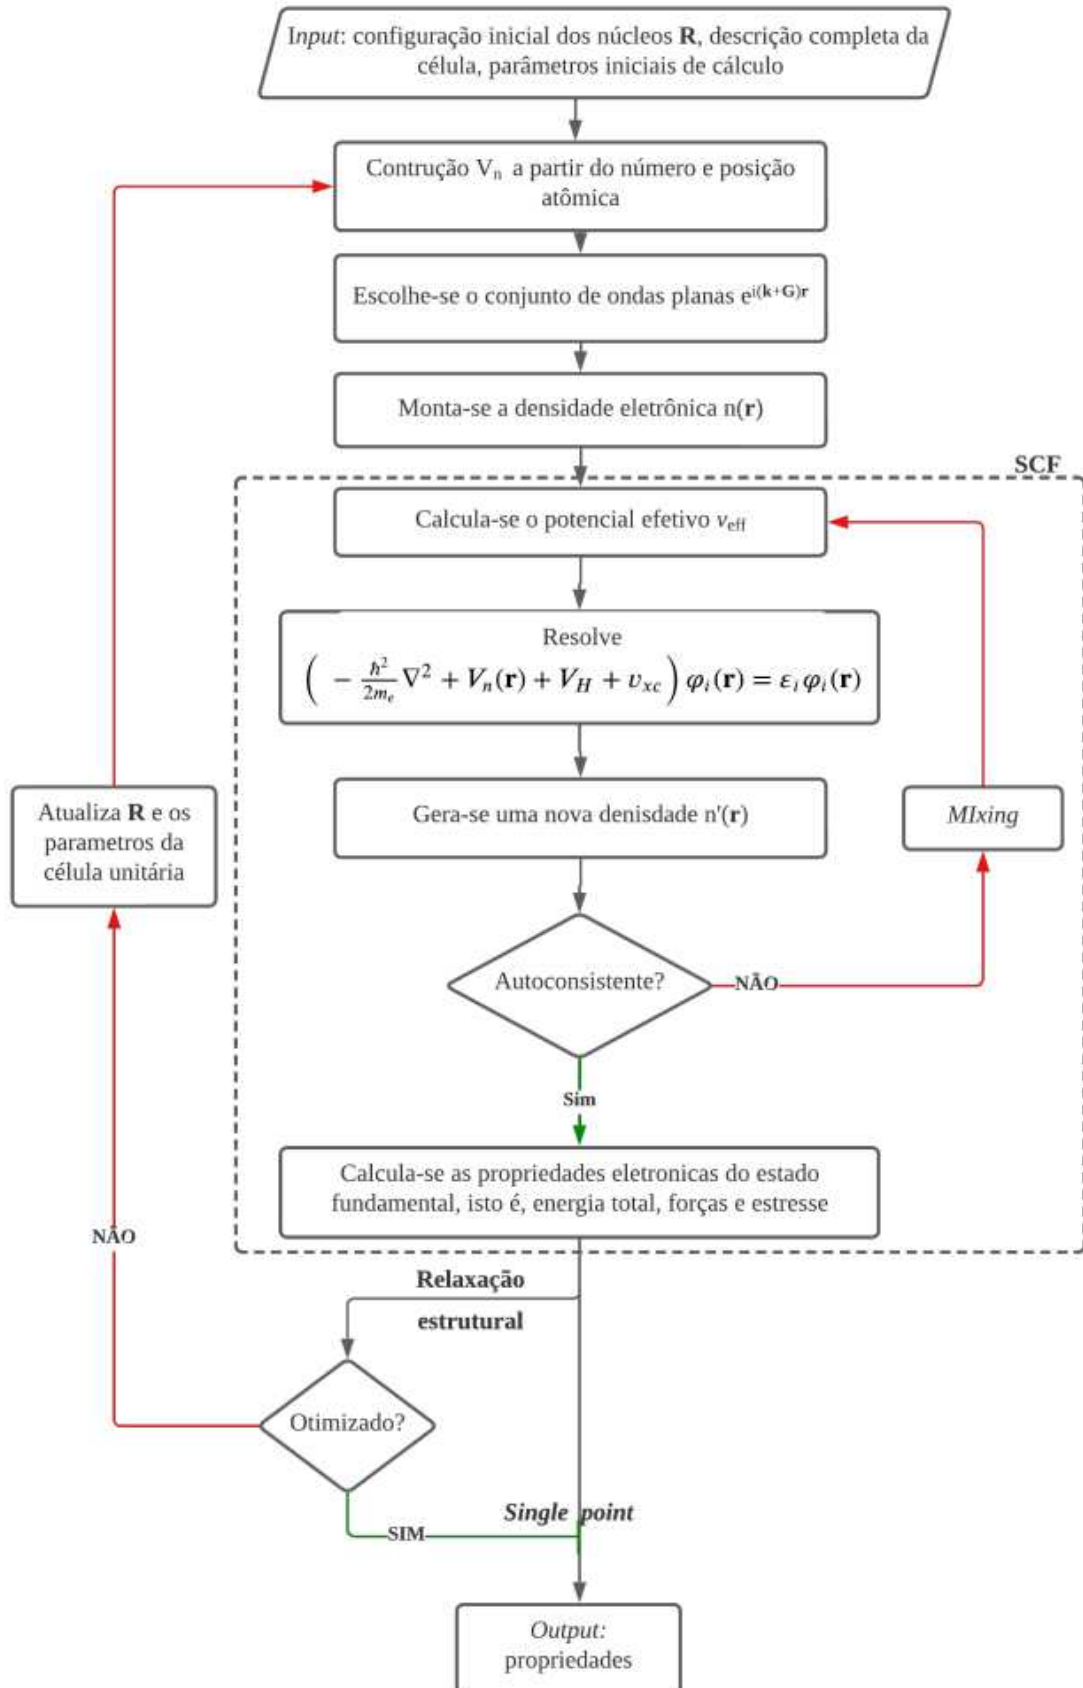 Input: configuração inicial dos núcleos R, descrição completa da
célula, parâmetros iniciais de cálculo
Contrução Vₙ a partir do número e posição
atômica
Escolhe-se o conjunto de ondas planas e^{i(k+G)r}
Monta-se a densidade eletrônica n(r)
SCF
Calcula-se o potencial efetivo v_eff
Resolve
( - ℏ²/2mₑ ∇² + Vₙ(r) + V_H + υ_xc ) φᵢ(r) = εᵢ φᵢ(r)
Gera-se uma nova denisdade n'(r)
MIxing
Atualiza R e os
parametros da
célula unitária
Autoconsistente?
NÃO
Sim
Calcula-se as propriedades eletronicas do estado
fundamental, isto é, energia total, forças e estresse
NÃO
Relaxação
estrutural
Otimizado?
Single point
SIM
Output:
propriedades